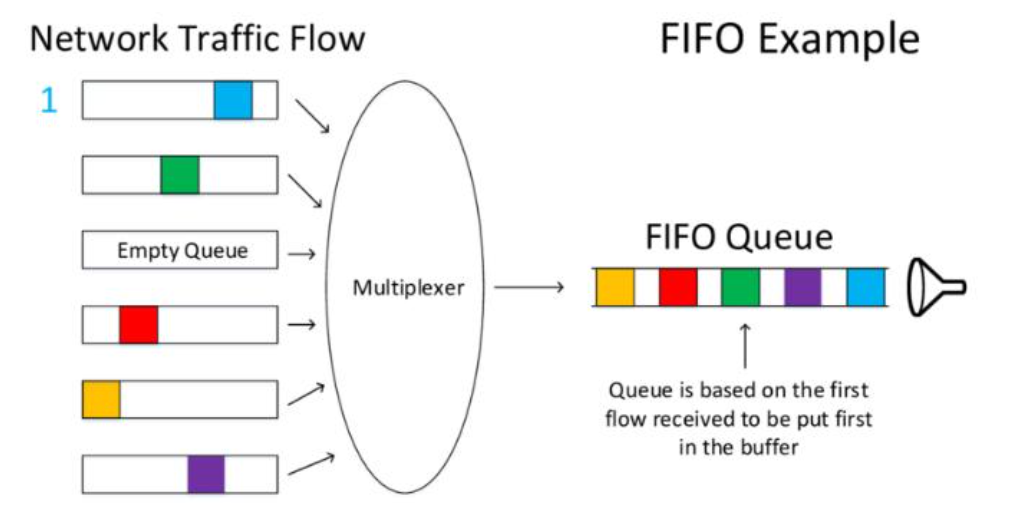 Network Traffic Flow
FIFO Example
1
Empty Queue
Multiplexer
FIFO Queue
Queue is based on the first
flow received to be put first
in the buffer